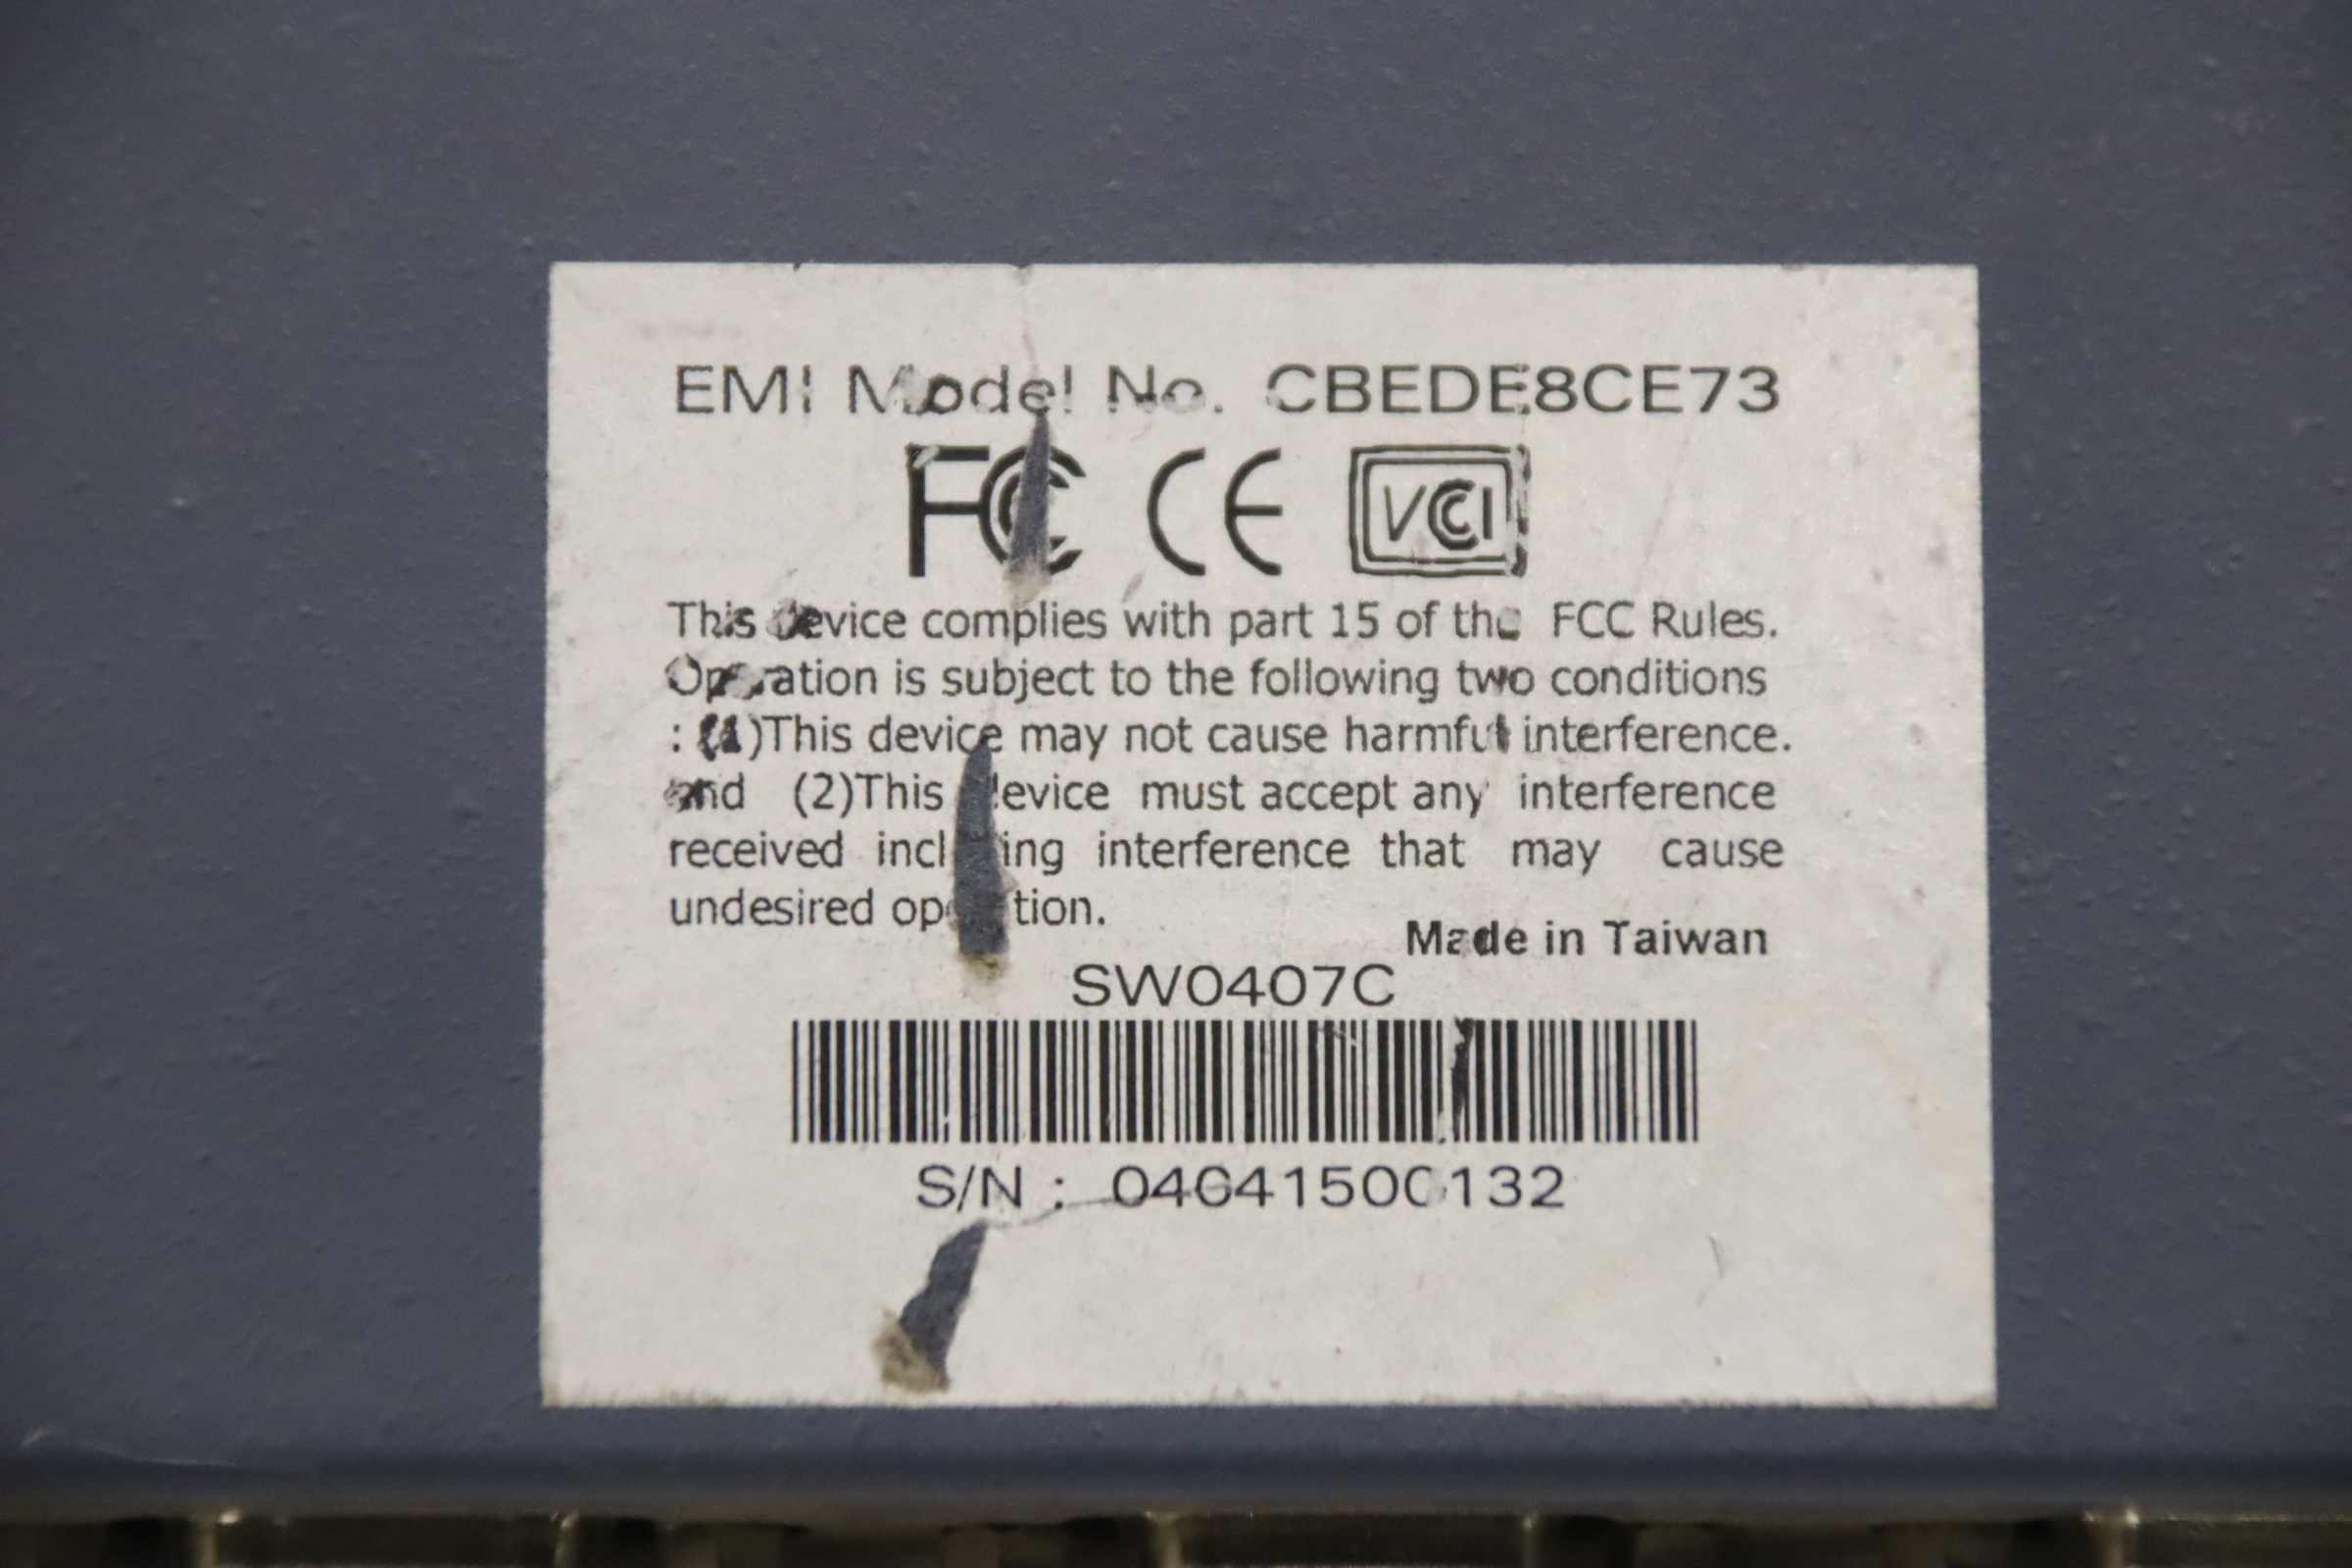 EMI Model No. CBEDE8CE73
FC CE VCCI
This device complies with part 15 of the FCC Rules.
Operation is subject to the following two conditions
: (1)This device may not cause harmful interference.
and (2)This device must accept any interference
received including interference that may cause
undesired operation.
Made in Taiwan
SW0407C
S/N :